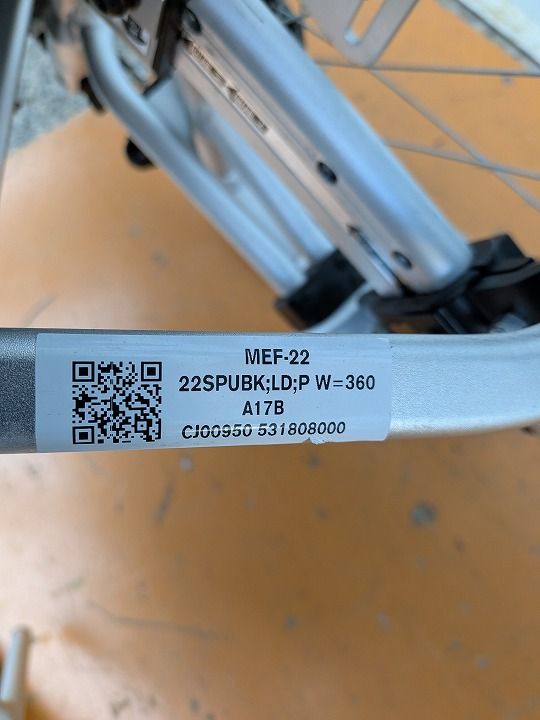 MEF-22
22SPUBK;LD;P W=360
A17B
CJ00950 531808000